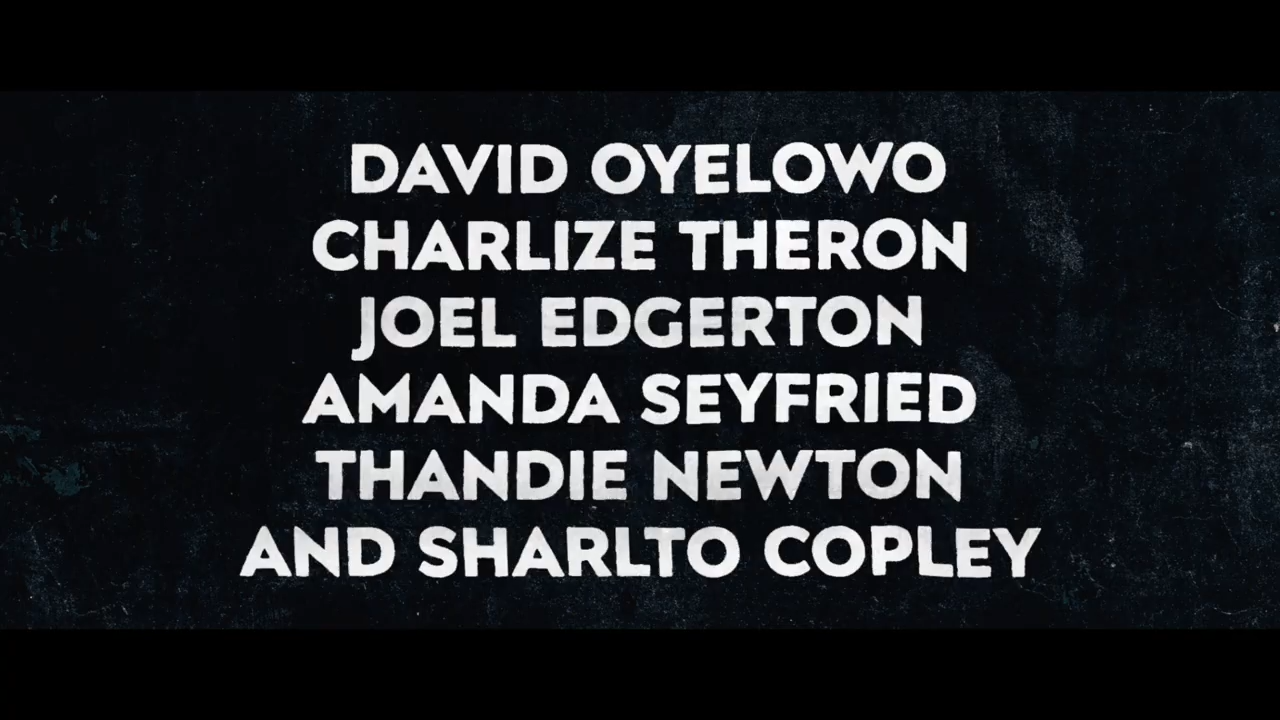 DAVID OYELOWO
CHARLIZE THERON
JOEL EDGERTON
AMANDA SEYFRIED
THANDIE NEWTON
AND SHARLTO COPLEY